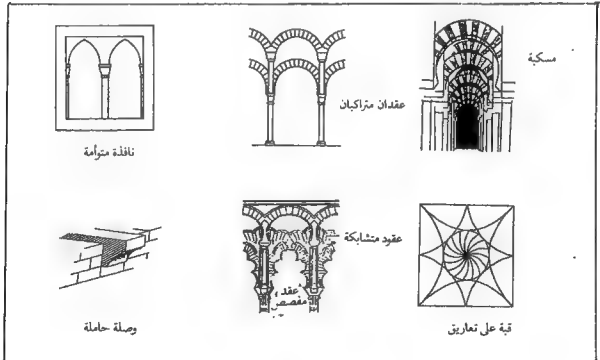 مسكبة
عقدان متراكبان
نافذة متوأمة
عقود متشابكة
عقد
مفصص
قبة على تعاريق
وصلة حاملة